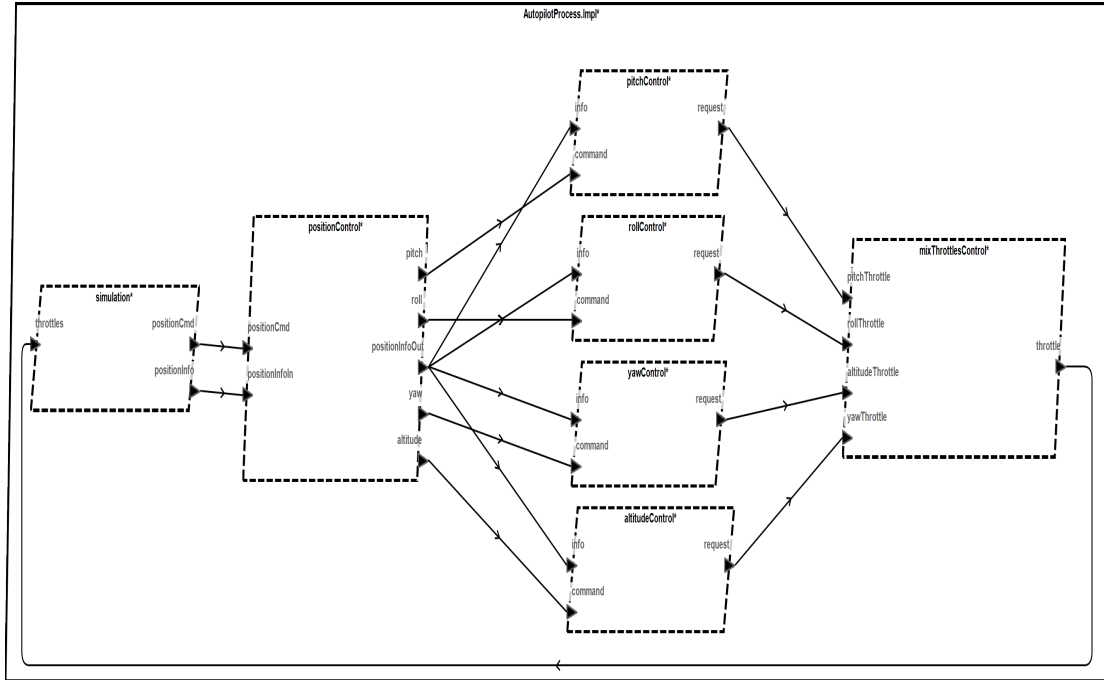 AutopilotProcess.Impl*
pitchControl*
info
request
command
positionControl*
rollControl*
pitch
info
request
mixThrottlesControl*
roll
command
pitchThrottle
simulation*
throttles
positionCmd
positionCmd
positionInfoOut
rollThrottle
throttle
positionInfo
positionInfoIn
yawControl*
altitudeThrottle
yaw
info
request
yawThrottle
altitude
command
altitudeControl*
info
request
command